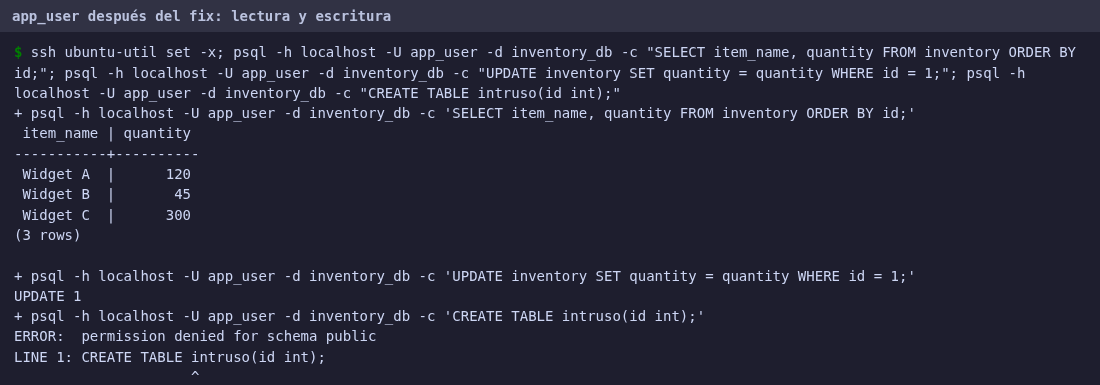 app_user después del fix: lectura y escritura
$ ssh ubuntu-util set -x; psql -h localhost -U app_user -d inventory_db -c "SELECT item_name, quantity FROM inventory ORDER BY
id;"; psql -h localhost -U app_user -d inventory_db -c "UPDATE inventory SET quantity = quantity WHERE id = 1;"; psql -h
localhost -U app_user -d inventory_db -c "CREATE TABLE intruso(id int);"
+ psql -h localhost -U app_user -d inventory_db -c 'SELECT item_name, quantity FROM inventory ORDER BY id;'
 item_name | quantity
-----------+----------
 Widget A  |      120
 Widget B  |       45
 Widget C  |      300
(3 rows)

+ psql -h localhost -U app_user -d inventory_db -c 'UPDATE inventory SET quantity = quantity WHERE id = 1;'
UPDATE 1
+ psql -h localhost -U app_user -d inventory_db -c 'CREATE TABLE intruso(id int);'
ERROR:  permission denied for schema public
LINE 1: CREATE TABLE intruso(id int);
                     ^